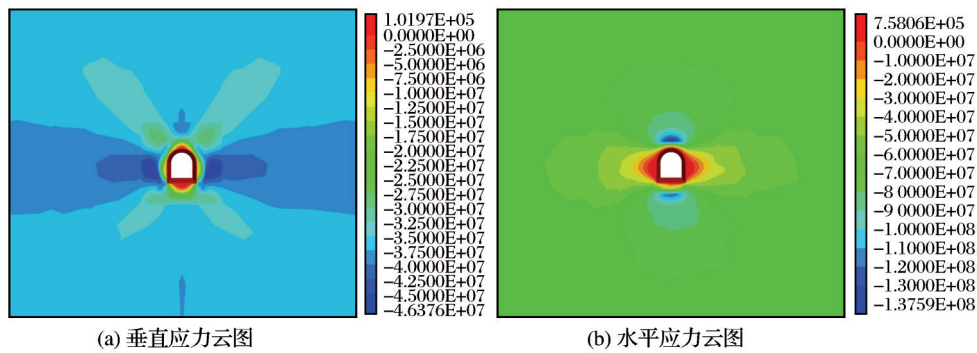 1.0197E+05
0.0000E+00
-2.5000E+06
-5.0000E+06
-7.5000E+06
-1.2500E+07
-1.5000E+07
-1.7500E+07
-2.0000E+07
-2.2500E+07
-2.5000E+07
-2.7500E+07
-3.0000E+07
-3.2500E+07
-3.5000E+07
-3.7500E+07
-4.0000E+07
-4.2500E+07
-4.5000E+07
-4.6376E+07
(a) 垂直应力云图
7.5806E+05
0.0000E+00
-1.0000E+07
-2.0000E+07
-3.0000E+07
-4.0000E+07
-5.0000E+07
-6.0000E+07
-7.0000E+07
-8 0000E+07
-9 0000E+07
-1.0000E+08
-1.1000E+08
-1.2000E+08
-1.3000E+08
-1.3759E+08
(b) 水平应力云图